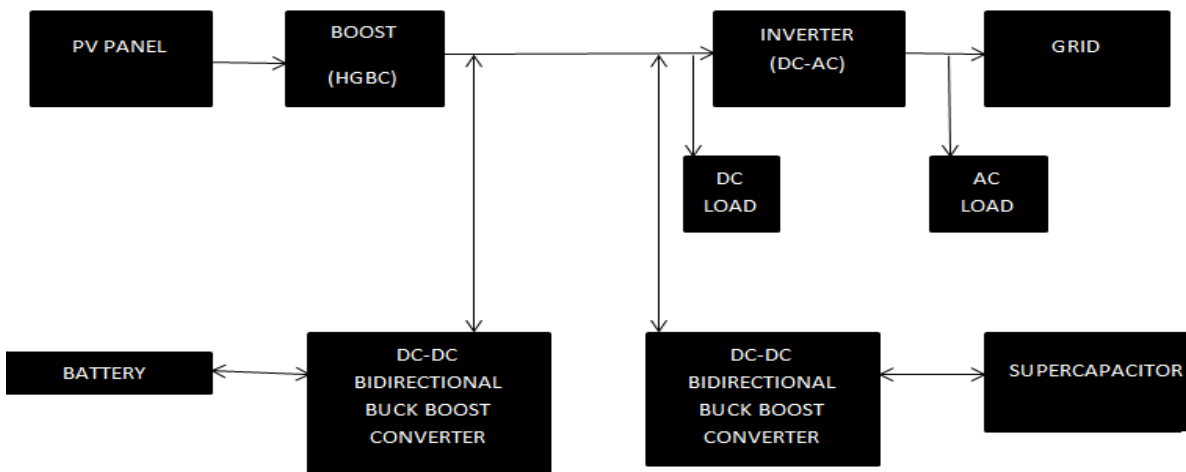 PV PANEL
BOOST
(HGBC)
INVERTER
(DC-AC)
GRID
DC
LOAD
AC
LOAD
BATTERY
DC-DC
BIDIRECTIONAL
BUCK BOOST
CONVERTER
DC-DC
BIDIRECTIONAL
BUCK BOOST
CONVERTER
SUPERCAPACITOR